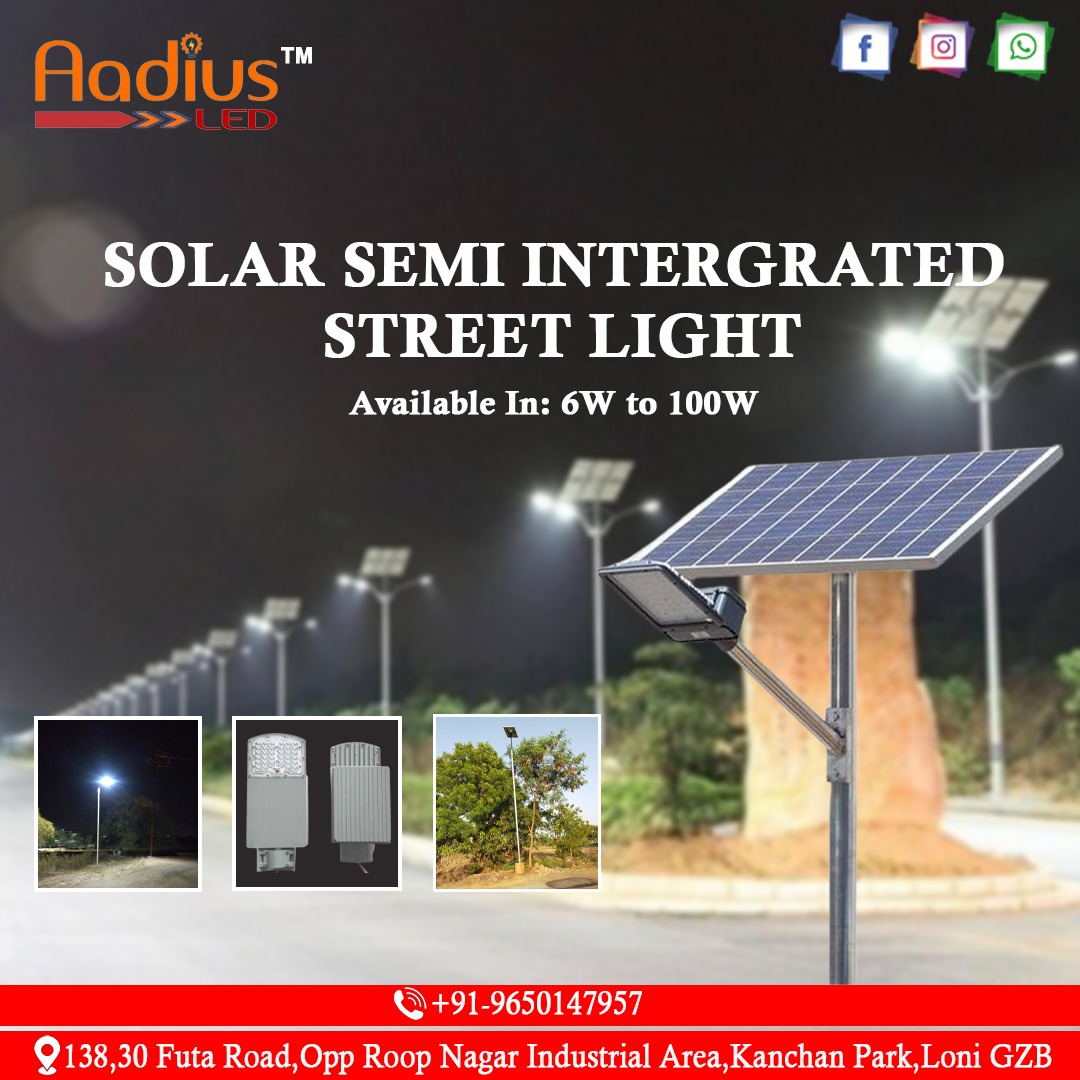 Aadius™
LED
SOLAR SEMI INTERGRATED
STREET LIGHT
Available In: 6W to 100W
+91-9650147957
138,30 Futa Road,Opp Roop Nagar Industrial Area,Kanchan Park,Loni GZB